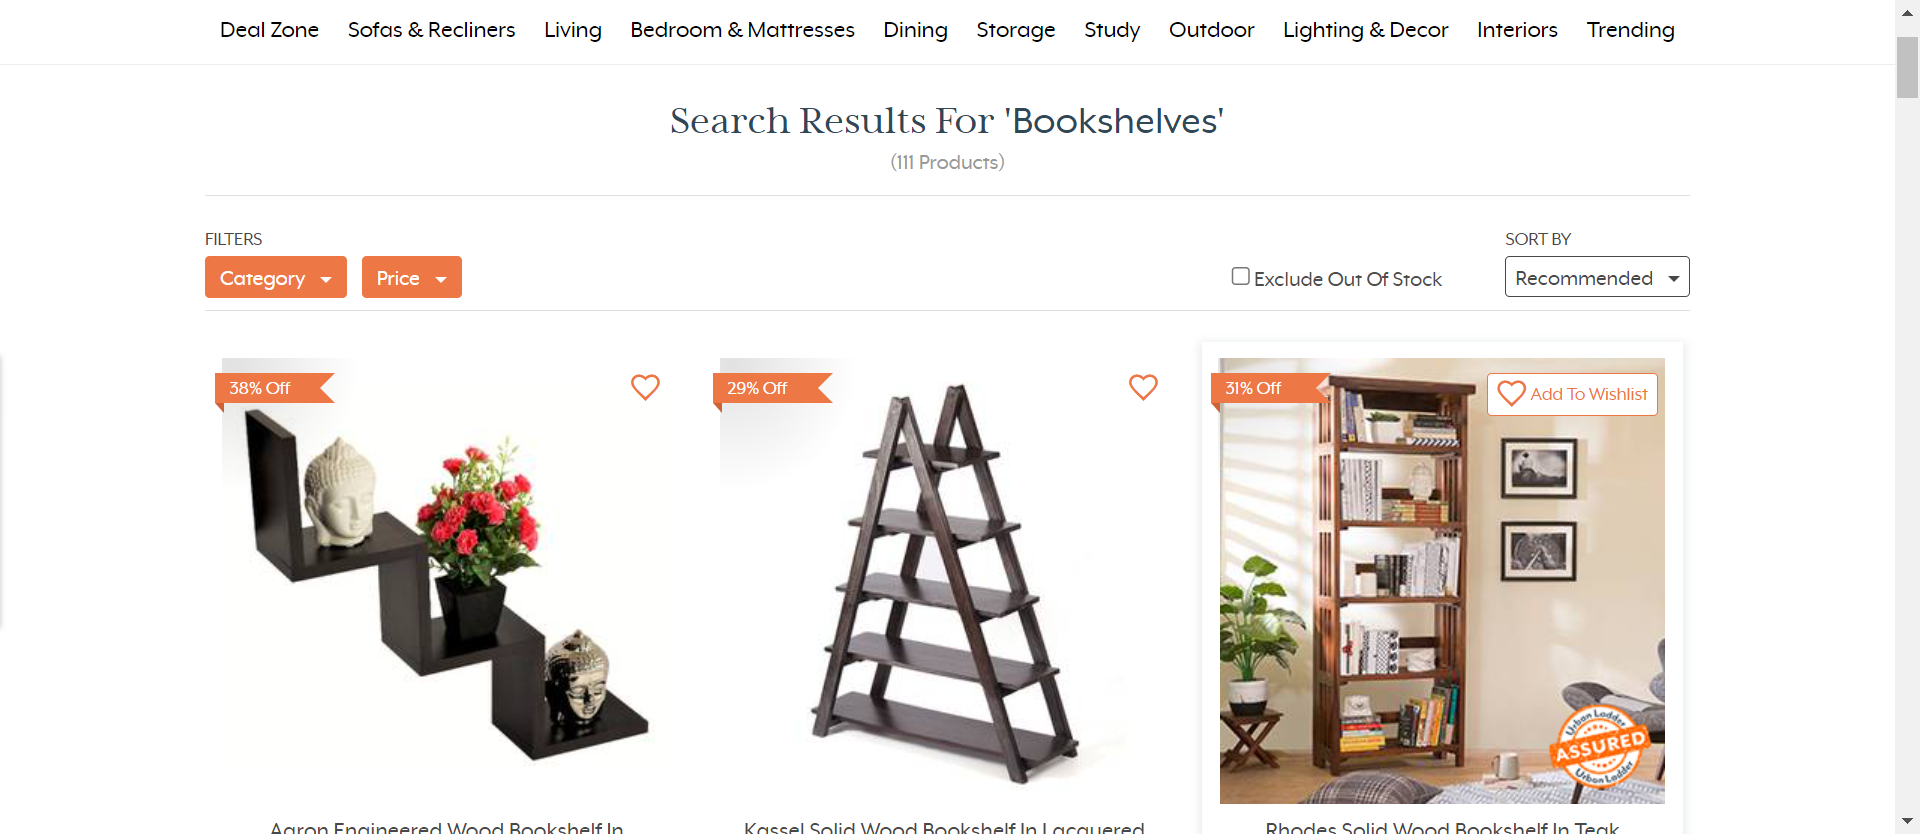 Deal Zone Sofas & Recliners Living Bedroom & Mattresses Dining Storage Study Outdoor Lighting & Decor Interiors Trending
Search Results For 'Bookshelves'
(111 Products)
FILTERS
SORT BY
Category Price
Exclude Out Of Stock
Recommended
38% Off
29% Off
31% Off
Add To Wishlist
Urban Ladder
ASSURED
Urban Ladder
Aaron Engineered Wood Bookshelf In
Kassel Solid Wood Bookshelf In Lacquered
Rhodes Solid Wood Bookshelf In Teak